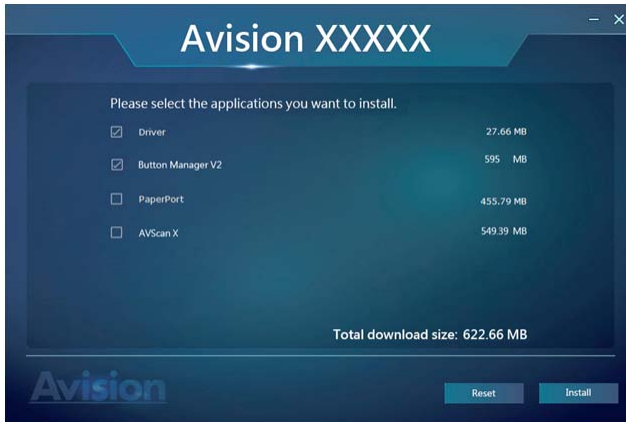 Avision XXXXX
Please select the applications you want to install.
Driver 27.66 MB
Button Manager V2 595 MB
PaperPort 455.79 MB
AVScan X 549.39 MB
Total download size: 622.66 MB
Avision
Reset Install